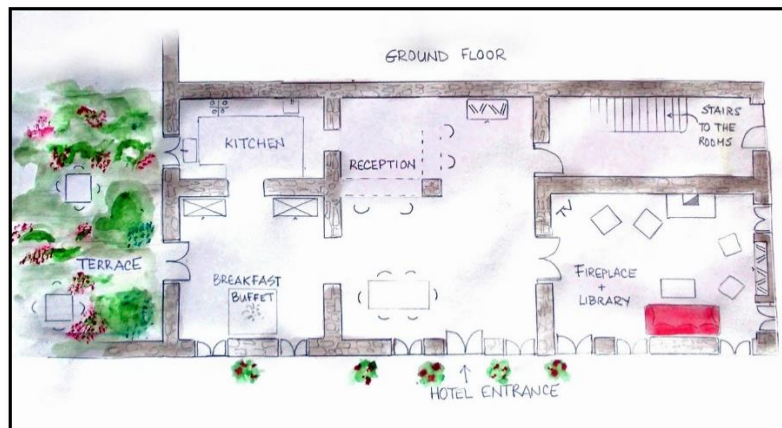 GROUND FLOOR
KITCHEN
RECEPTION
STAIRS
TO THE
ROOMS
TERRACE
BREAKFAST
BUFFET
FIREPLACE
+
LIBRARY
HOTEL ENTRANCE